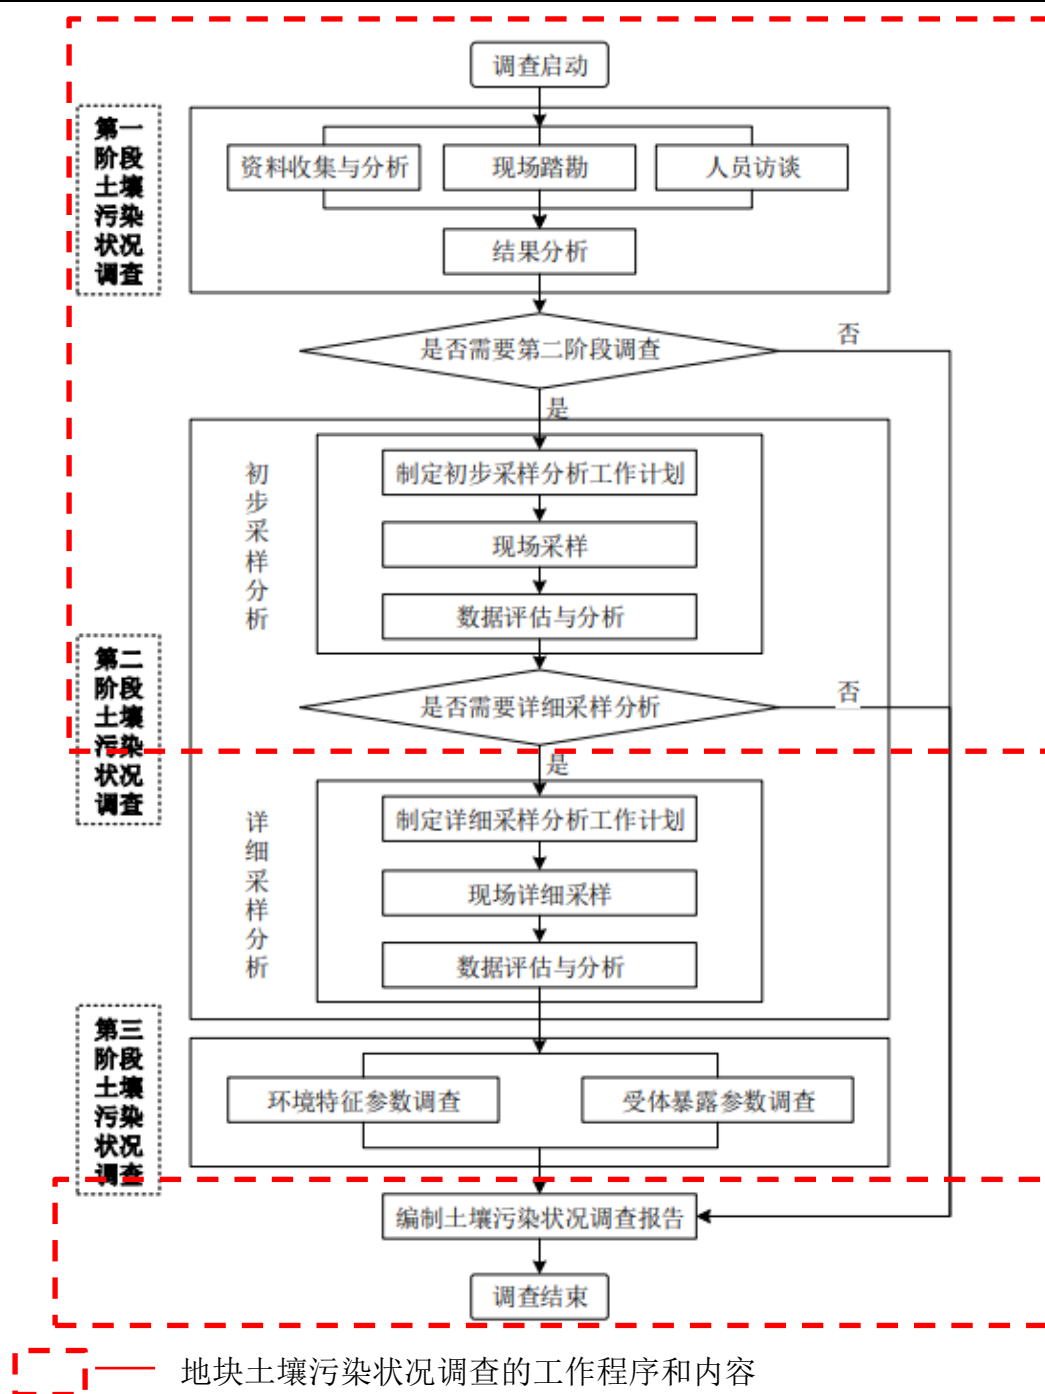 调查启动
第一
阶段
土壤
污染
状况
调查
资料收集与分析
现场踏勘
人员访谈
结果分析
是否需要第二阶段调查
否
是
初
步
采
样
分
析
制定初步采样分析工作计划
现场采样
数据评估与分析
第二
阶段
土壤
污染
状况
调查
是否需要详细采样分析
否
是
详
细
采
样
分
析
制定详细采样分析工作计划
现场详细采样
数据评估与分析
第三
阶段
土壤
污染
状况
调查
环境特征参数调查
受体暴露参数调查
编制土壤污染状况调查报告
调查结束
地块土壤污染状况调查的工作程序和内容